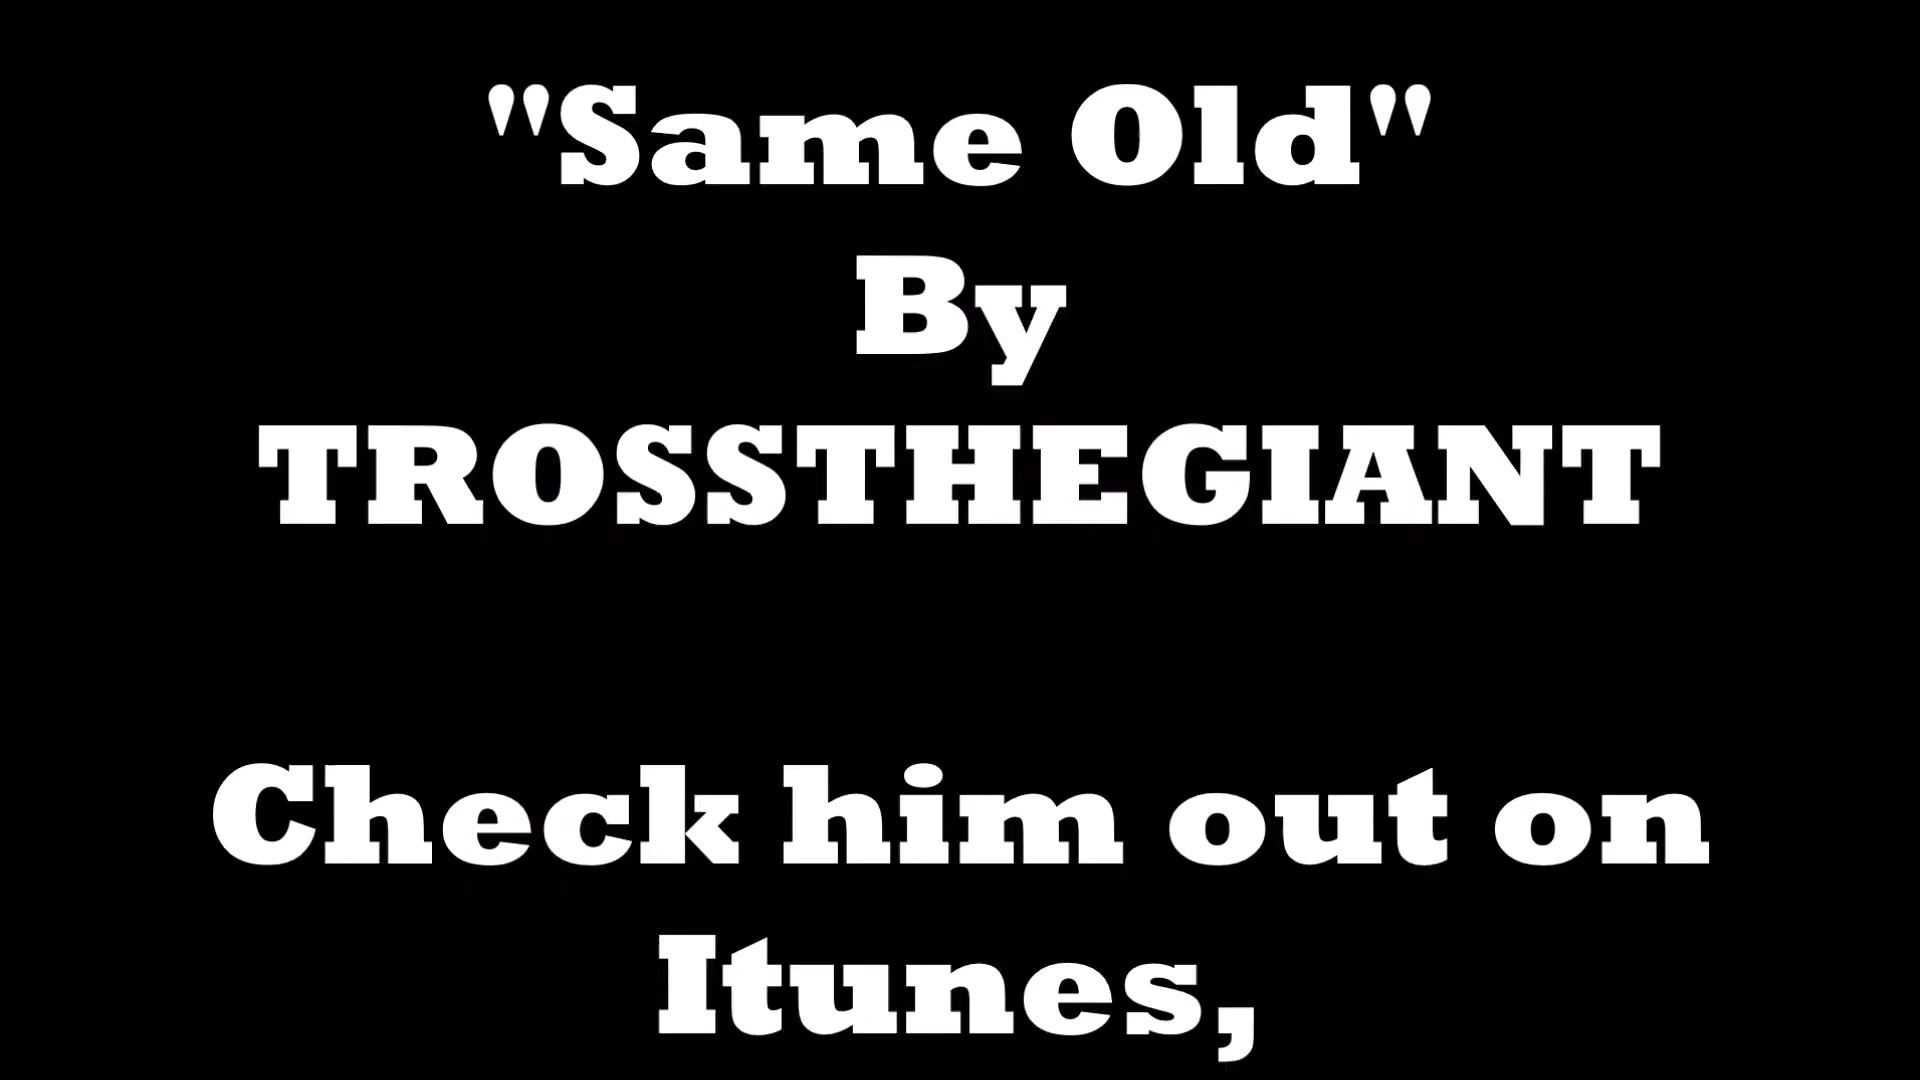 "Same Old"
By
TROSSTHEGIANT
Check him out on
Itunes,